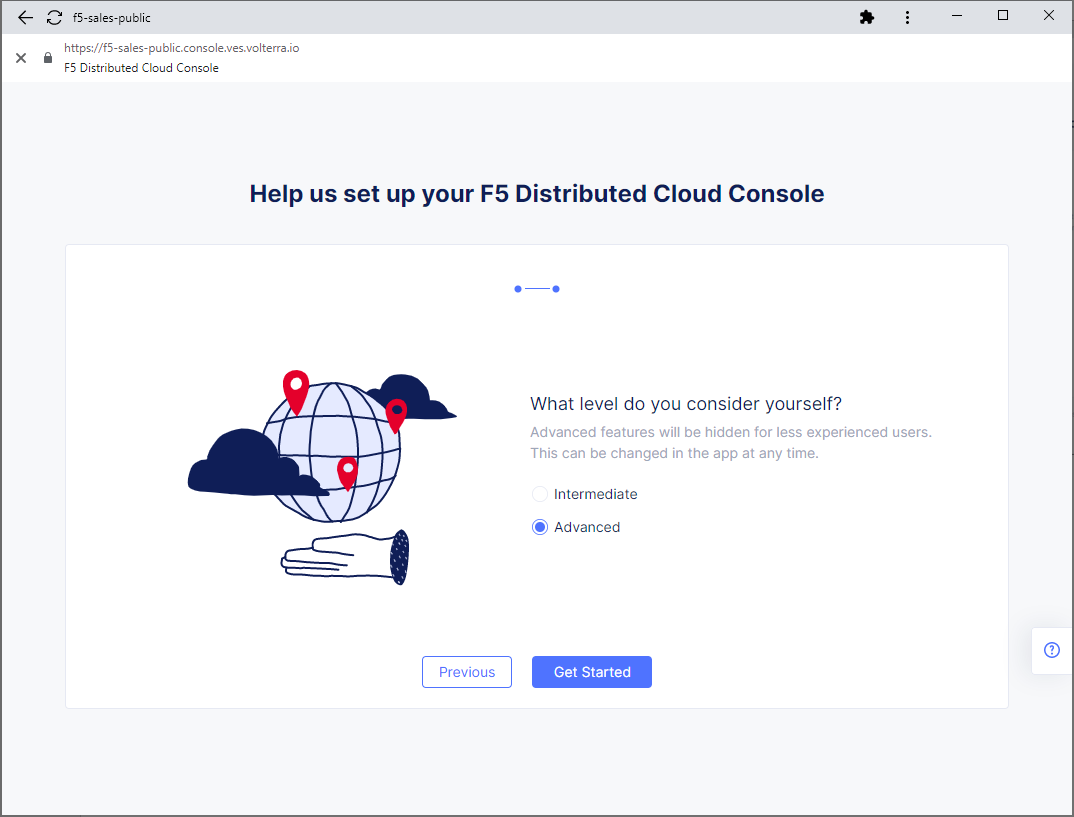 f5-sales-public
https://f5-sales-public.console.ves.volterra.io
F5 Distributed Cloud Console
Help us set up your F5 Distributed Cloud Console
What level do you consider yourself?
Advanced features will be hidden for less experienced users.
This can be changed in the app at any time.
Intermediate
Advanced
Previous
Get Started